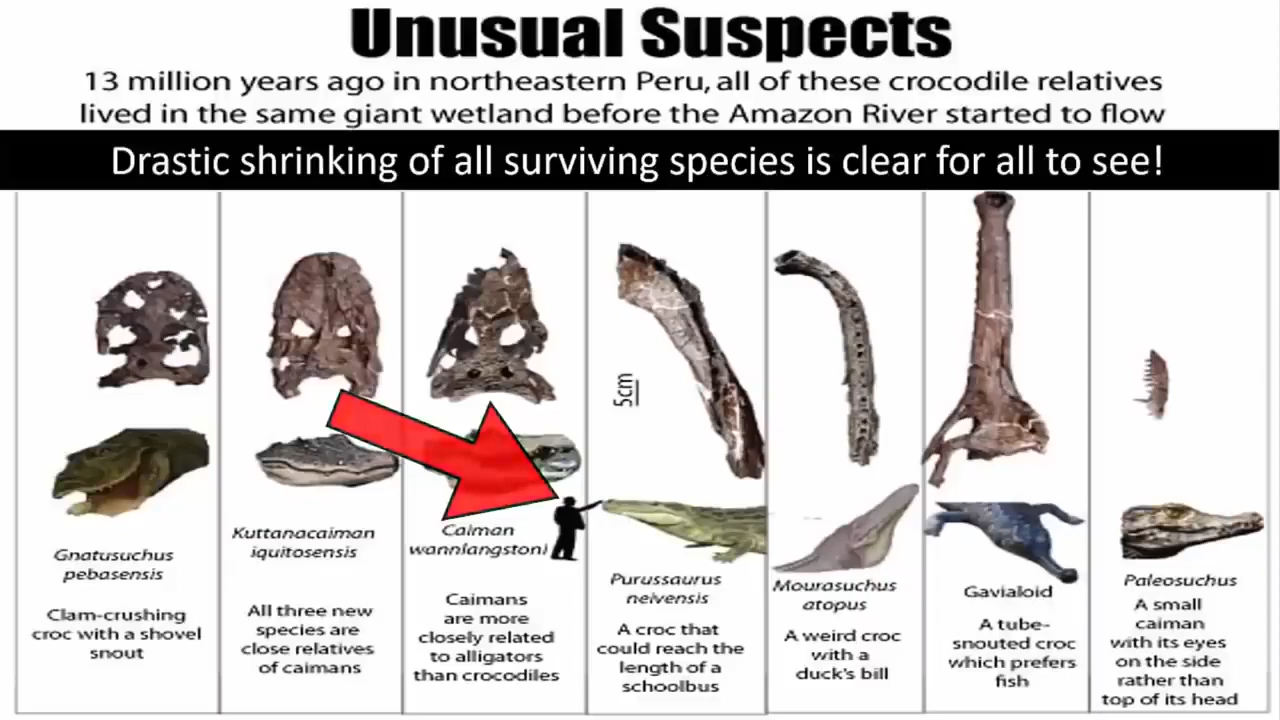 Unusual Suspects
13 million years ago in northeastern Peru, all of these crocodile relatives
lived in the same giant wetland before the Amazon River started to flow
Drastic shrinking of all surviving species is clear for all to see!
5cm
Gnatusuchus
pebasensis
Clam-crushing
croc with a shovel
snout
Kuttanacaiman
iquitosensis
All three new
species are
close relatives
of caimans
Caiman
wannlangstoni
Caimans
are more
closely related
to alligators
than crocodiles
Purussaurus
neivensis
A croc that
could reach the
length of a
schoolbus
Mourasuchus
atopus
A weird croc
with a
duck's bill
Gavialoid
A tube-
snouted croc
which prefers
fish
Paleosuchus
A small
caiman
with its eyes
on the side
rather than
top of its head